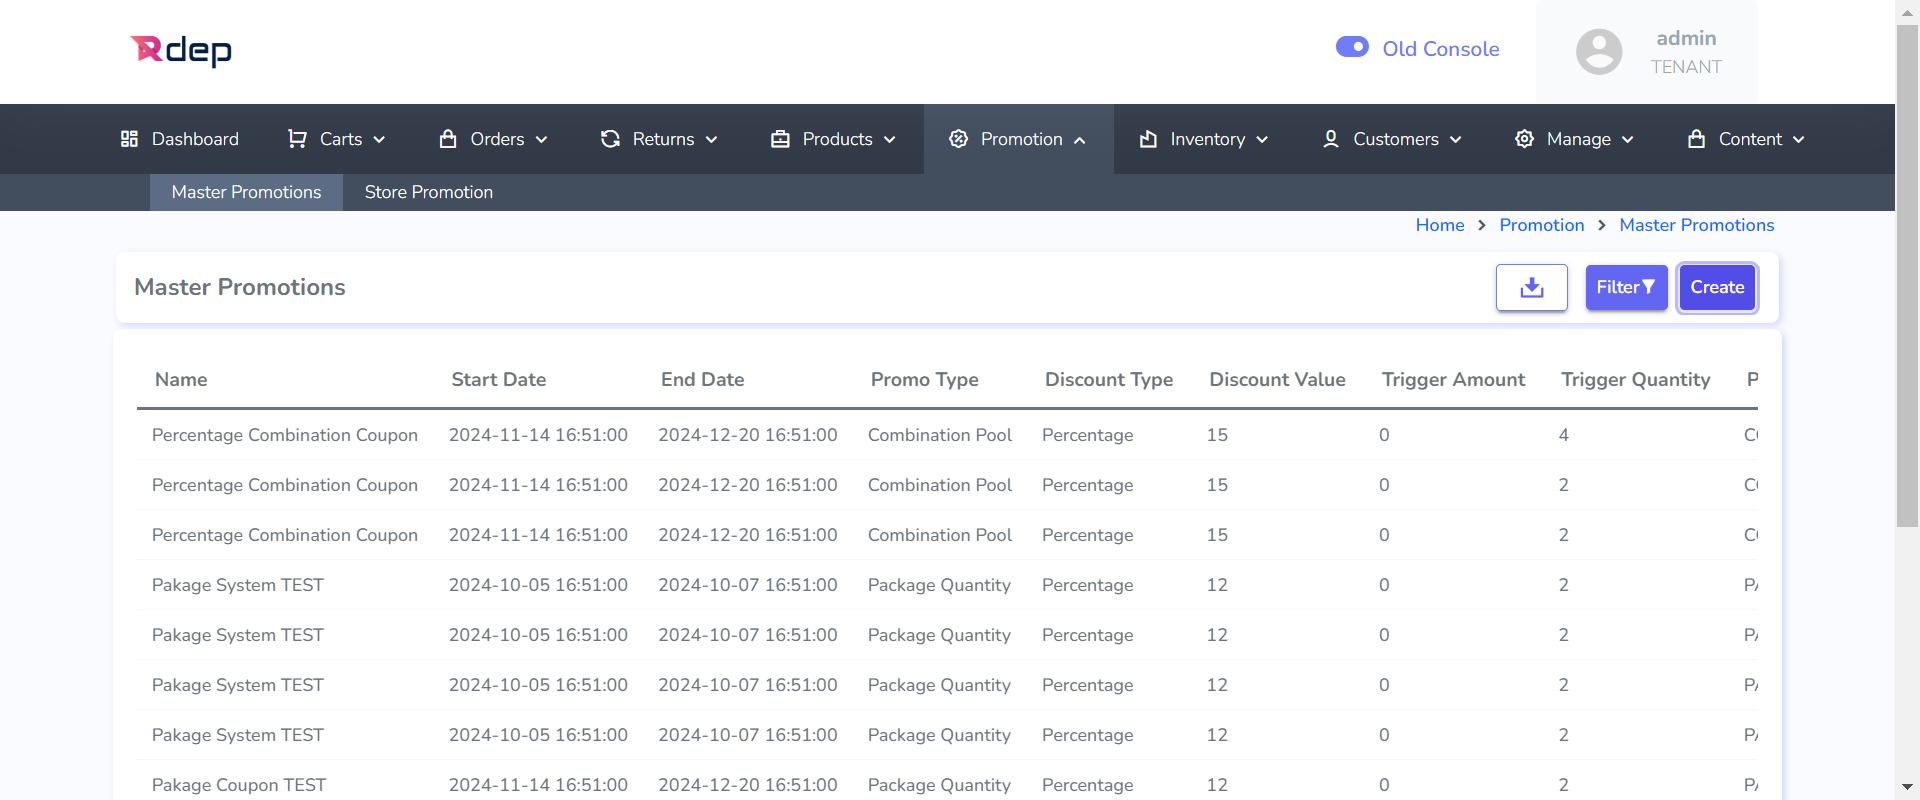 Rdep
Old Console
admin
TENANT
Dashboard Carts Orders Returns Products Promotion Inventory Customers Manage Content
Master Promotions Store Promotion
Home > Promotion > Master Promotions
Master Promotions
Filter
Create
Name Start Date End Date Promo Type Discount Type Discount Value Trigger Amount Trigger Quantity P
Percentage Combination Coupon 2024-11-14 16:51:00 2024-12-20 16:51:00 Combination Pool Percentage 15 0 4
Percentage Combination Coupon 2024-11-14 16:51:00 2024-12-20 16:51:00 Combination Pool Percentage 15 0 2
Percentage Combination Coupon 2024-11-14 16:51:00 2024-12-20 16:51:00 Combination Pool Percentage 15 0 2
Pakage System TEST 2024-10-05 16:51:00 2024-10-07 16:51:00 Package Quantity Percentage 12 0 2
Pakage System TEST 2024-10-05 16:51:00 2024-10-07 16:51:00 Package Quantity Percentage 12 0 2
Pakage System TEST 2024-10-05 16:51:00 2024-10-07 16:51:00 Package Quantity Percentage 12 0 2
Pakage System TEST 2024-10-05 16:51:00 2024-10-07 16:51:00 Package Quantity Percentage 12 0 2
Pakage Coupon TEST 2024-11-14 16:51:00 2024-12-20 16:51:00 Package Quantity Percentage 12 0 2